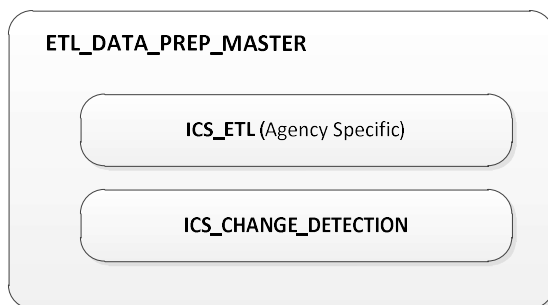 ETL_DATA_PREP_MASTER
ICS_ETL (Agency Specific)
ICS_CHANGE_DETECTION